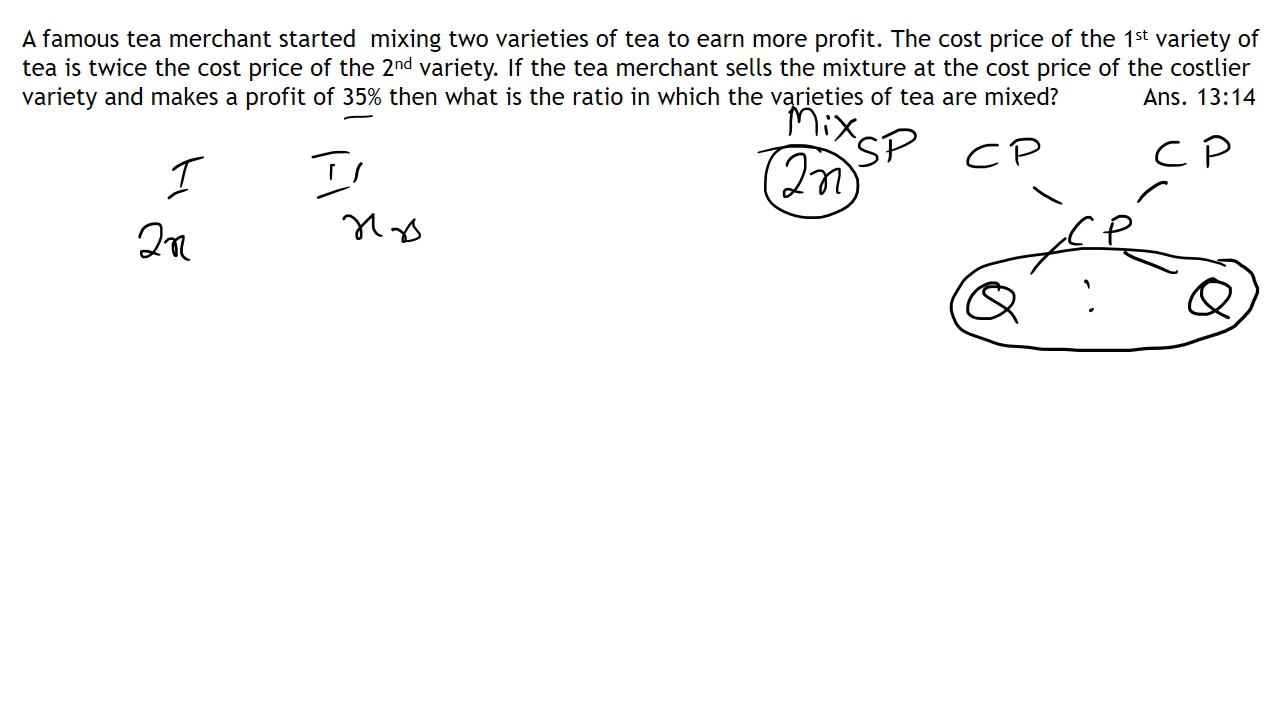 A famous tea merchant started mixing two varieties of tea to earn more profit. The cost price of the 1st variety of
tea is twice the cost price of the 2nd variety. If the tea merchant sells the mixture at the cost price of the costlier
variety and makes a profit of 35% then what is the ratio in which the varieties of tea are mixed? Ans. 13:14
Mix
I II 2x SP CP CP
2x x CP
Q : Q